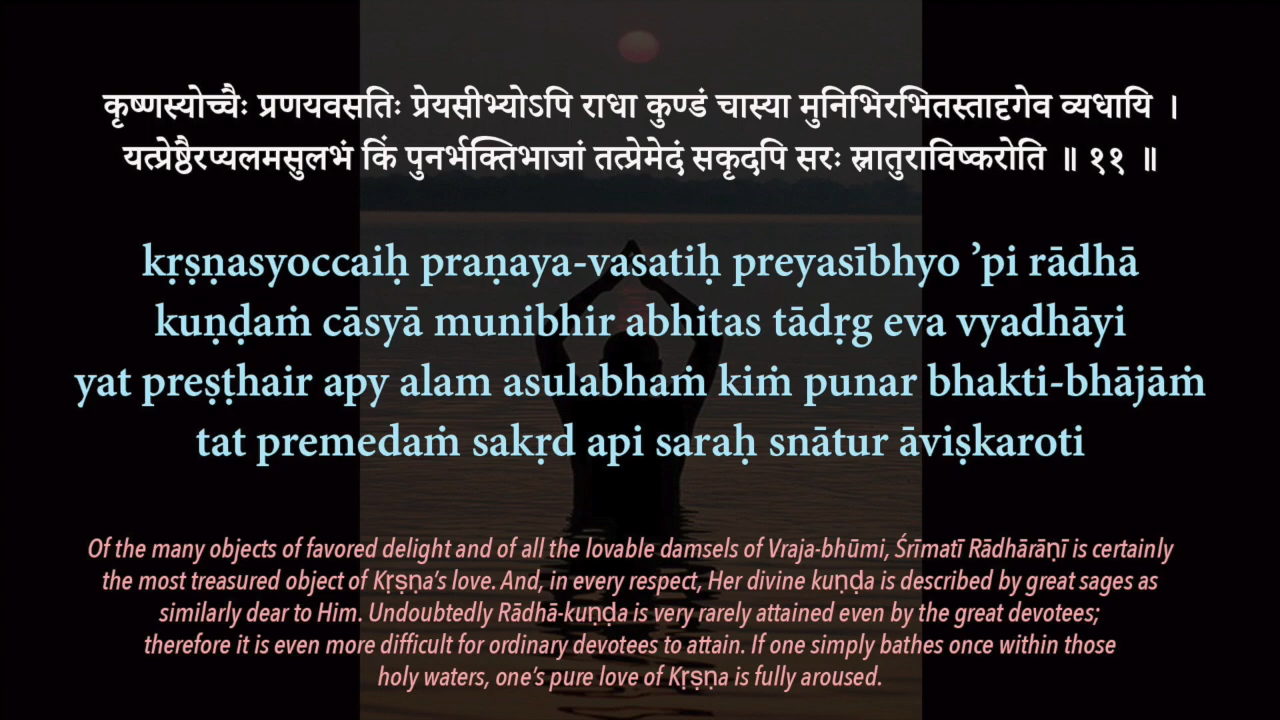 कृष्णस्योच्चैः प्रणयवसतिः प्रेयसीभ्योऽपि राधा कुण्डं चास्या मुनिभिरभितस्तादृगेव व्यधायि ।
यत्प्रेष्ठैरप्यलमसुलभं किं पुनर्भक्तिभाजां तत्प्रेमेदं सकृदपि सरः स्नातुराविष्करोति ॥ ११ ॥
kṛṣṇasyoccaiḥ praṇaya-vasatiḥ preyasībhyo ’pi rādhā
kuṇḍaṁ cāsyā munibhir abhitas tādṛg eva vyadhāyi
yat preṣṭhair apy alam asulabhaṁ kiṁ punar bhakti-bhājāṁ
tat premedaṁ sakṛd api saraḥ snātur āviṣkaroti
Of the many objects of favored delight and of all the lovable damsels of Vraja-bhūmi, Śrīmatī Rādhārāṇī is certainly
the most treasured object of Kṛṣṇa’s love. And, in every respect, Her divine kuṇḍa is described by great sages as
similarly dear to Him. Undoubtedly Rādhā-kuṇḍa is very rarely attained even by the great devotees;
therefore it is even more difficult for ordinary devotees to attain. If one simply bathes once within those
holy waters, one’s pure love of Kṛṣṇa is fully aroused.